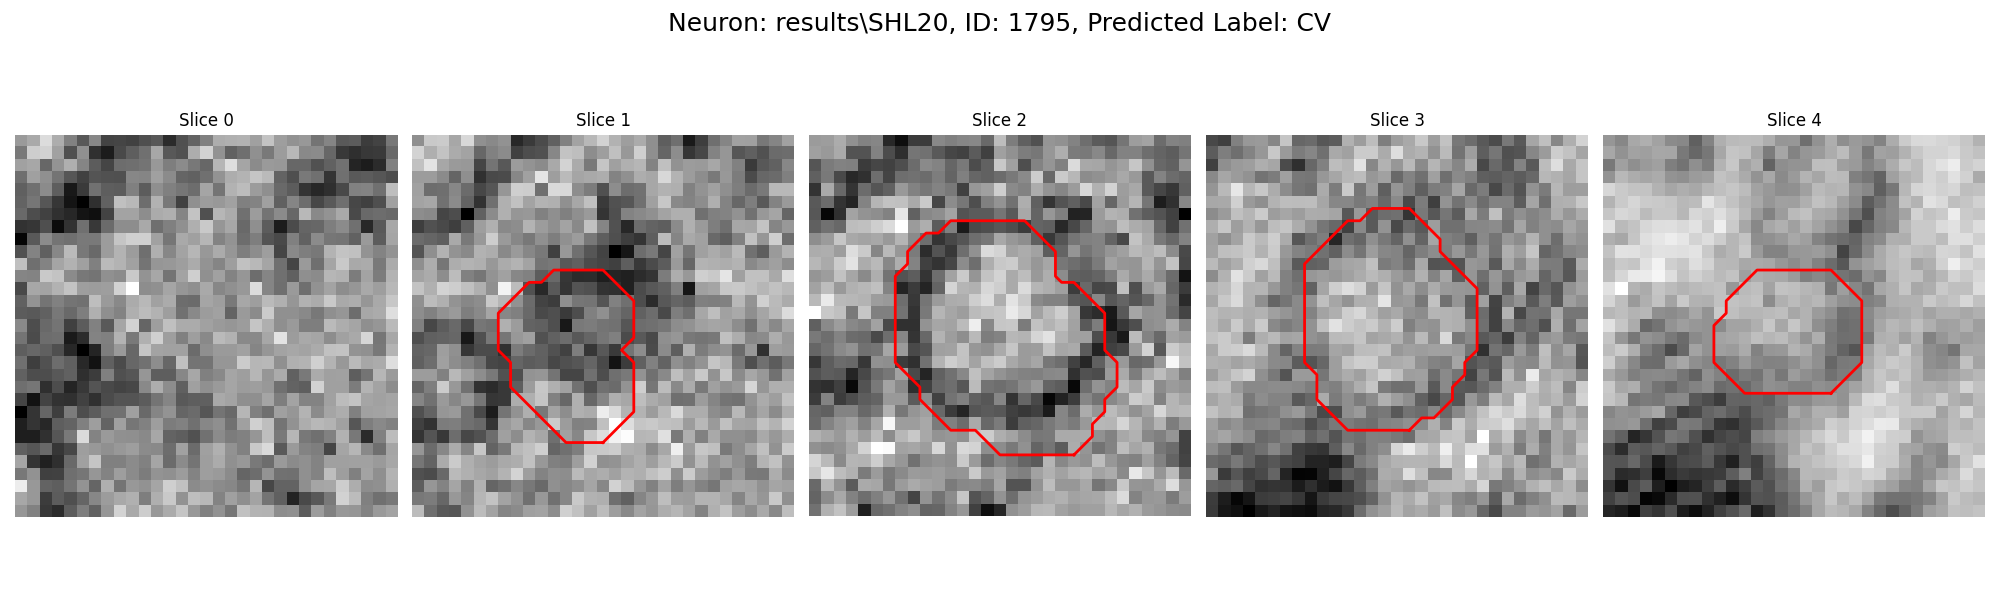 Neuron: results\SHL20, ID: 1795, Predicted Label: CV
Slice 0
Slice 1
Slice 2
Slice 3
Slice 4